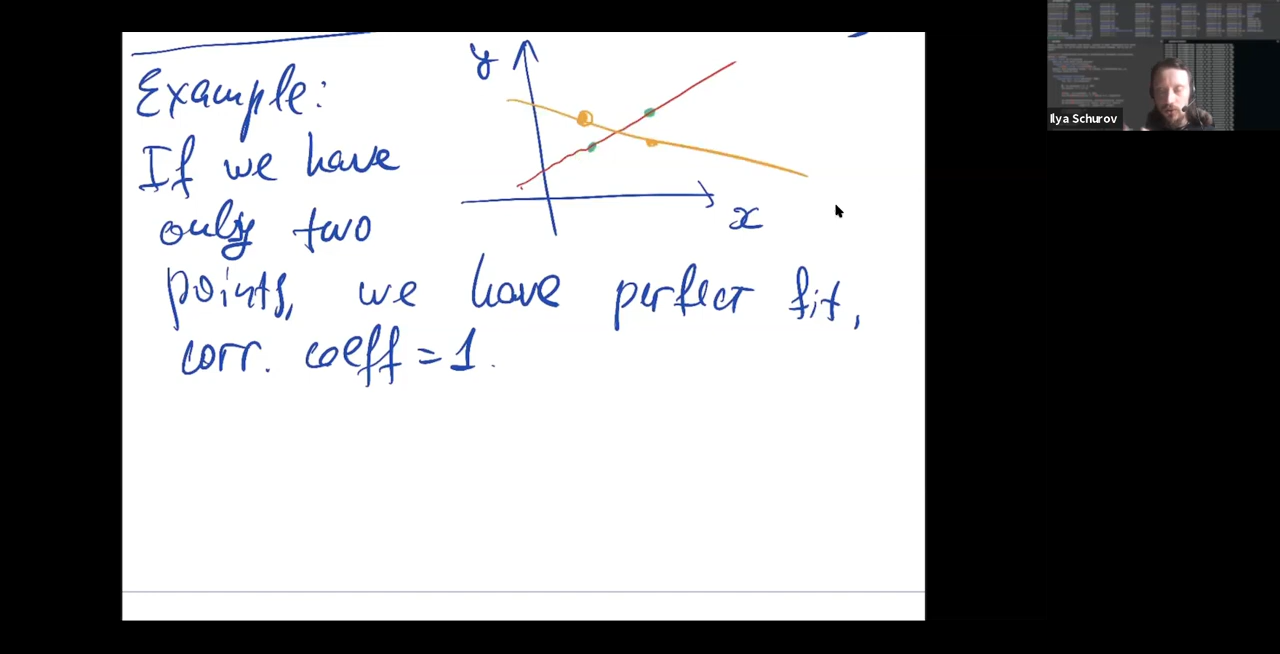 Example:
y
If we have
only two
x
points, we have perfect fit,
corr. coeff = 1.
Ilya Schurov